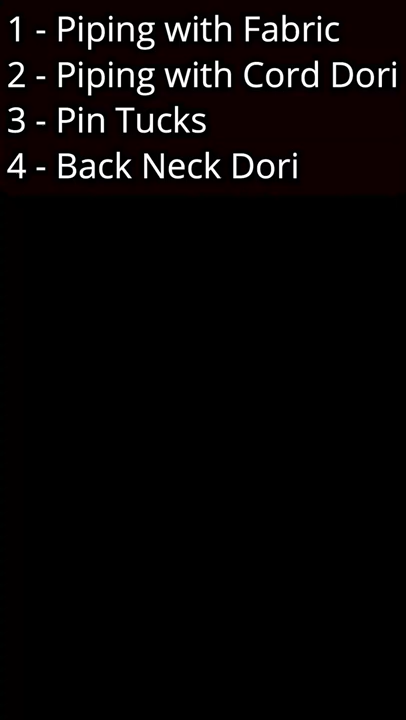 1 - Piping with Fabric
2 - Piping with Cord Dori
3 - Pin Tucks
4 - Back Neck Dori